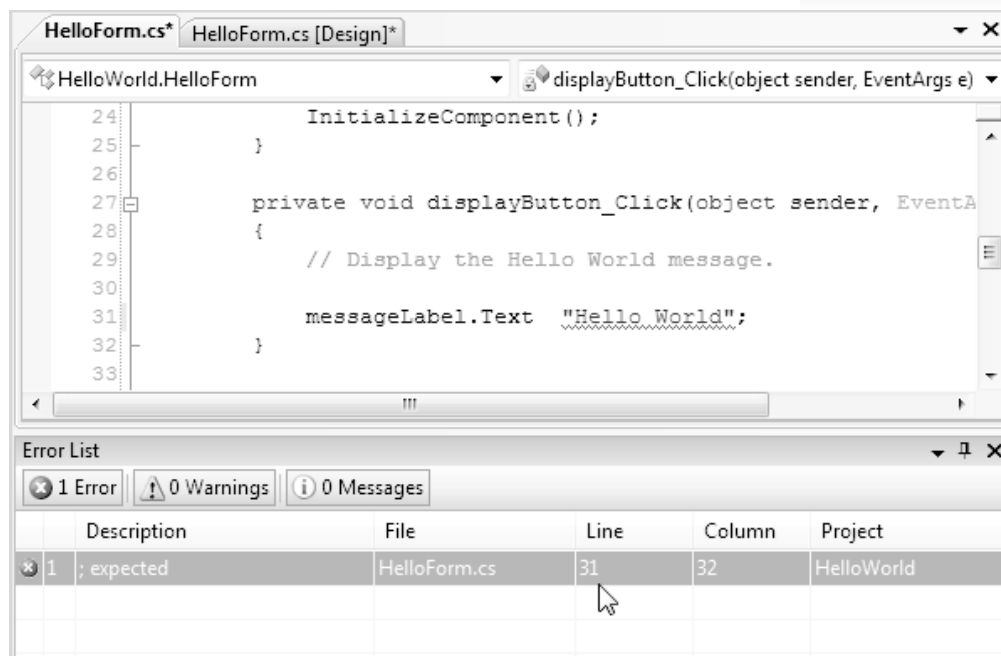 HelloForm.cs* HelloForm.cs [Design]*
HelloWorld.HelloForm displayButton_Click(object sender, EventArgs e)
24 InitializeComponent();
25 }
26
27 private void displayButton_Click(object sender, EventA
28 {
29 // Display the Hello World message.
30
31 messageLabel.Text "Hello World";
32 }
33
Error List
1 Error 0 Warnings 0 Messages
Description File Line Column Project
1 ; expected HelloForm.cs 31 32 HelloWorld